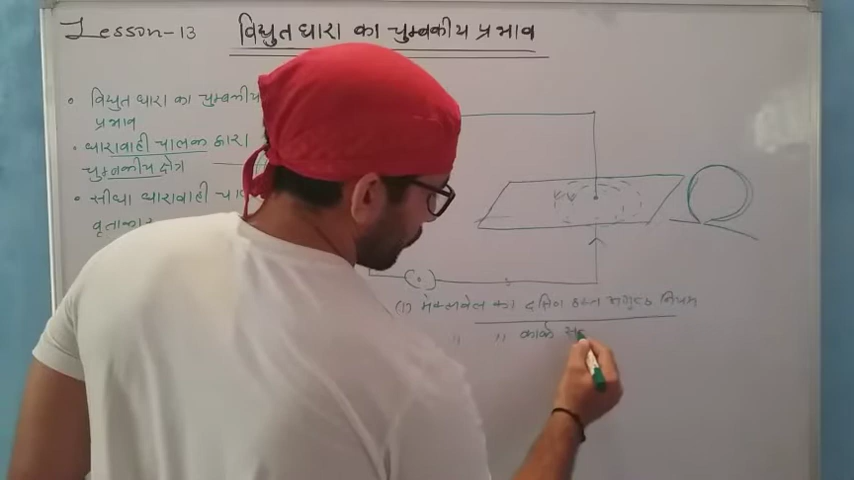 Lesson-13
विद्युत धारा का चुम्बकीय प्रभाव
• विद्युत धारा का चुम्बकीय
प्रभाव
• धारावाही चालक द्वारा
चुम्बकीय क्षेत्र
• सीधा धारावाही
(1) मैक्सवेल का दक्षिण हस्त नियम
" " कार्क